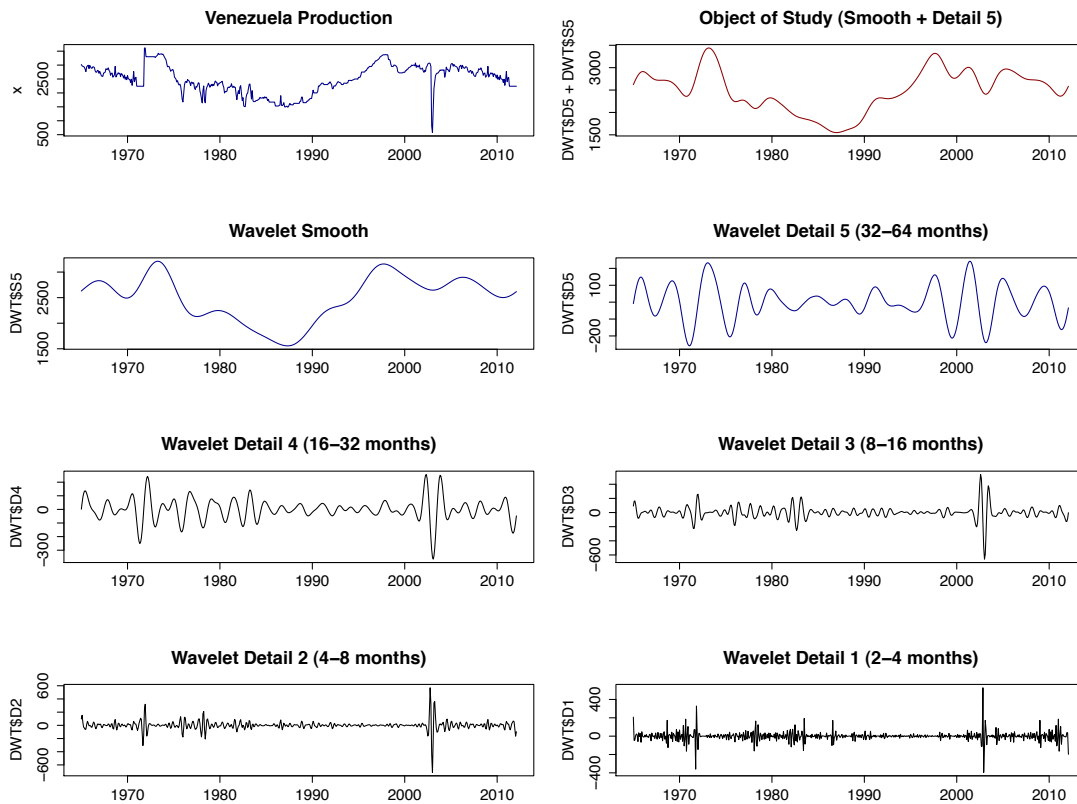 Venezuela Production
x
500
2500
1970 1980 1990 2000 2010
Object of Study (Smooth + Detail 5)
DWT$D5 + DWT$S5
1500
3000
1970 1980 1990 2000 2010
Wavelet Smooth
DWT$S5
1500
2500
1970 1980 1990 2000 2010
Wavelet Detail 5 (32–64 months)
DWT$D5
−200
100
1970 1980 1990 2000 2010
Wavelet Detail 4 (16–32 months)
DWT$D4
−300
0
1970 1980 1990 2000 2010
Wavelet Detail 3 (8–16 months)
DWT$D3
−600
0
1970 1980 1990 2000 2010
Wavelet Detail 2 (4–8 months)
DWT$D2
−600
0
600
1970 1980 1990 2000 2010
Wavelet Detail 1 (2–4 months)
DWT$D1
−400
0
400
1970 1980 1990 2000 2010